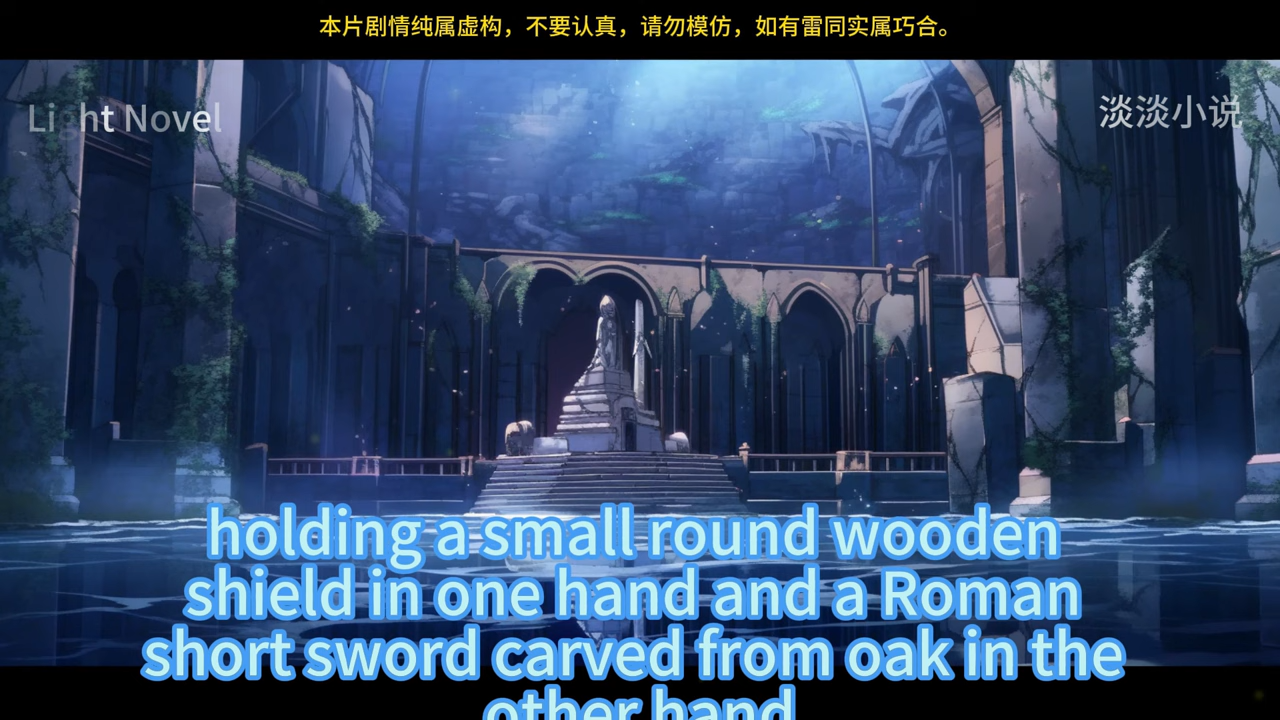 本片剧情纯属虚构，不要认真，请勿模仿，如有雷同实属巧合。
Light Novel
淡淡小说
holding a small round wooden
shield in one hand and a Roman
short sword carved from oak in the
other hand